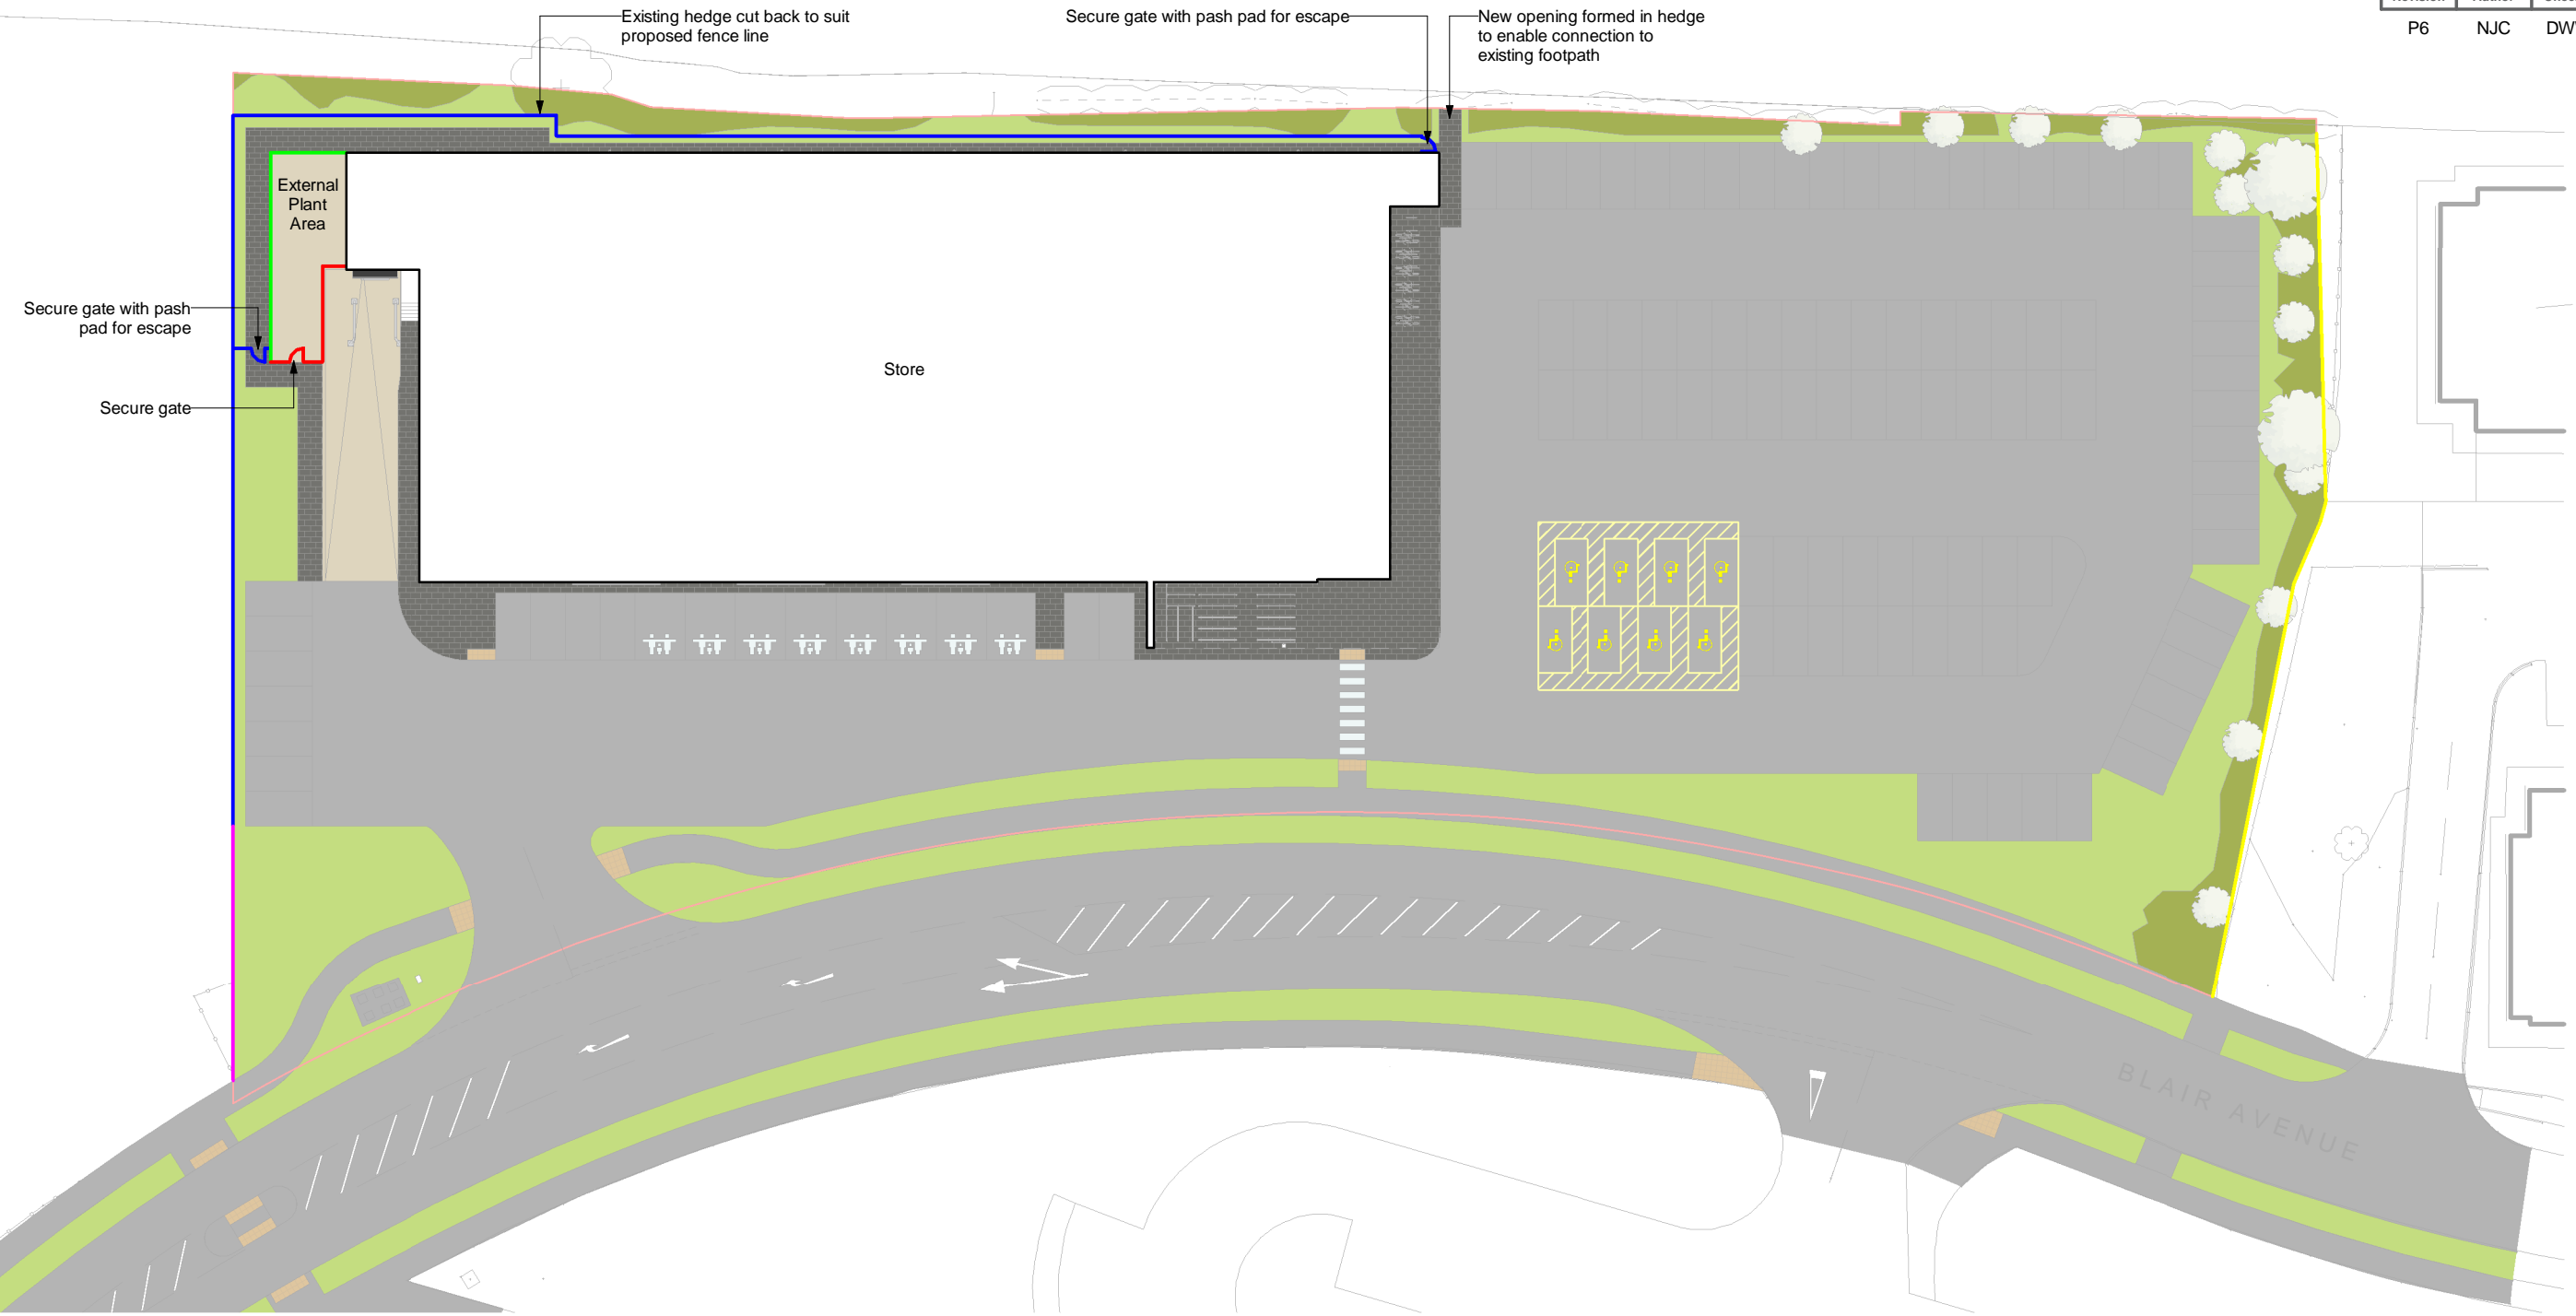 Existing hedge cut back to suit
proposed fence line
Secure gate with pash pad for escape
New opening formed in hedge
to enable connection to
existing footpath
P6 NJC
External
Plant
Area
Secure gate with pash
pad for escape
Secure gate
Store
BLAIR AVENUE